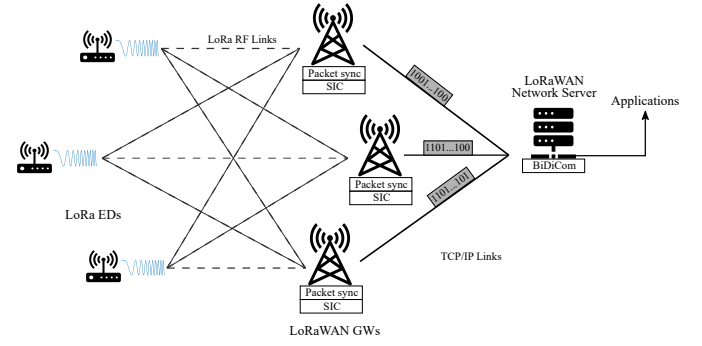 LoRa RF Links
Packet sync
SIC
1001...100
LoRaWAN
Network Server
Applications
1101...100
BiDiCom
Packet sync
SIC
1101...101
LoRa EDs
TCP/IP Links
Packet sync
SIC
LoRaWAN GWs